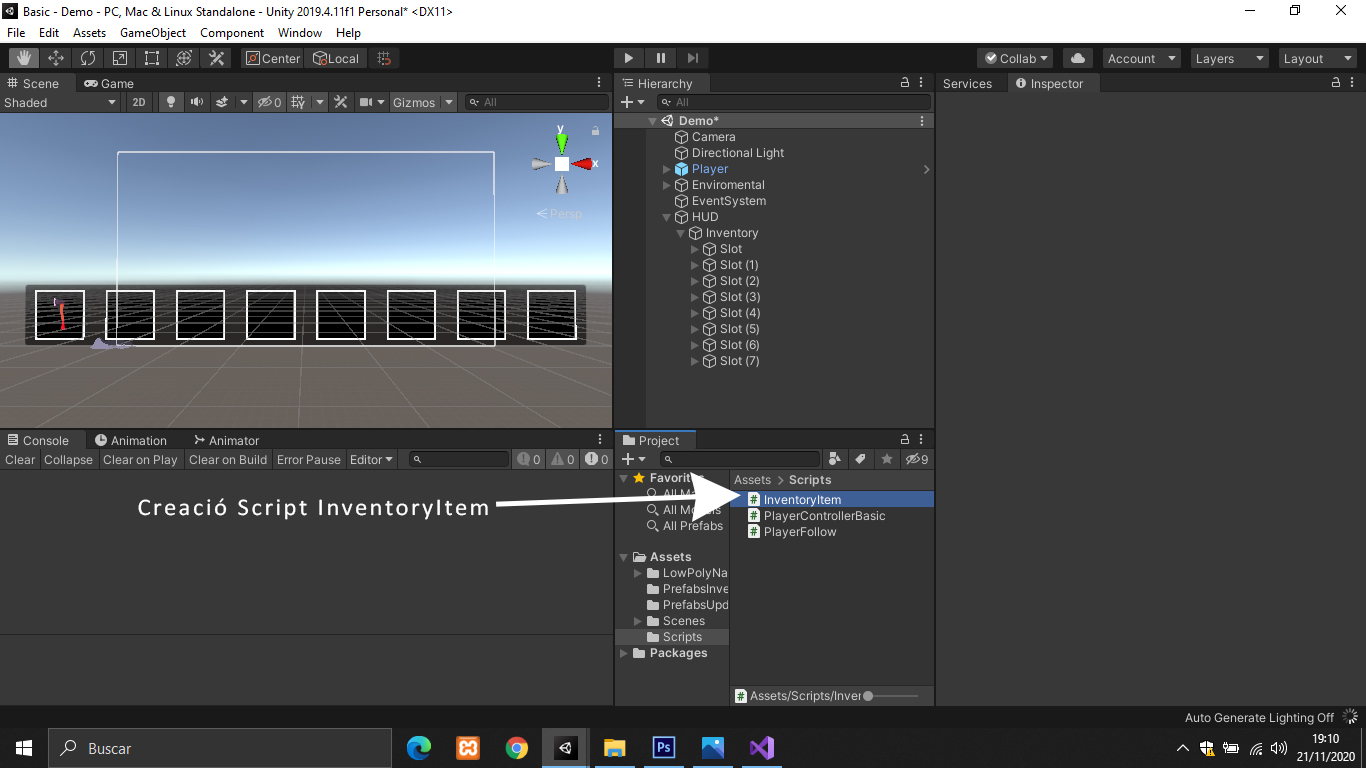 Basic - Demo - PC, Mac & Linux Standalone - Unity 2019.4.11f1 Personal* <DX11>
File Edit Assets GameObject Component Window Help
Center Local Collab Account Layers Layout
Scene Game
Shaded 2D 0 Gizmos All
y
x
Persp
Hierarchy
All
Demo*
Camera
Directional Light
Player
Enviromental
EventSystem
HUD
Inventory
Slot
Slot (1)
Slot (2)
Slot (3)
Slot (4)
Slot (5)
Slot (6)
Slot (7)
Services Inspector
Console Animation Animator
Clear Collapse Clear on Play Clear on Build Error Pause Editor 0 0 0
Creació Script InventoryItem
Project
9
Favorite
All Ma
All Models
All Prefabs
Assets
LowPolyNa
PrefabsInve
PrefabsUpd
Scenes
Scripts
Packages
Assets > Scripts
InventoryItem
PlayerControllerBasic
PlayerFollow
Assets/Scripts/Inver
Auto Generate Lighting Off
Buscar
Ps
19:10
21/11/2020